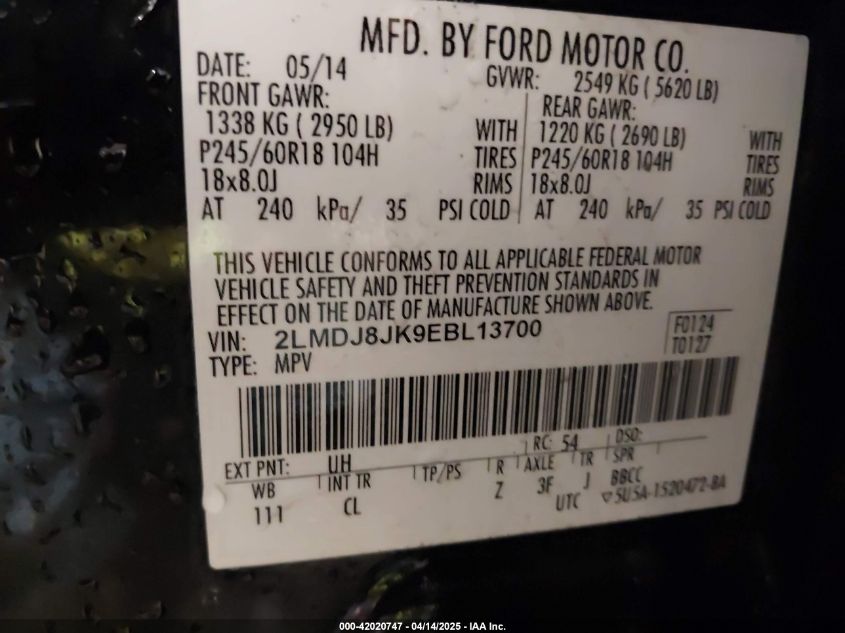 MFD. BY FORD MOTOR CO.
DATE: 05/14 GVWR: 2549 KG ( 5620 LB)
FRONT GAWR: REAR GAWR:
1338 KG ( 2950 LB) WITH 1220 KG ( 2690 LB) WITH
P245/60R18 104H TIRES P245/60R18 104H TIRES
18x8.0J RIMS 18x8.0J RIMS
AT 240 kPa/ 35 PSI COLD AT 240 kPa/ 35 PSI COLD
THIS VEHICLE CONFORMS TO ALL APPLICABLE FEDERAL MOTOR
VEHICLE SAFETY AND THEFT PREVENTION STANDARDS IN
EFFECT ON THE DATE OF MANUFACTURE SHOWN ABOVE.
VIN: 2LMDJ8JK9EBL13700 F0124
TYPE: MPV T0127
EXT PNT: UH RC: 54 DSO:
WB INT TR TP/PS R AXLE TR SPR
111 CL Z 3F J BBCC
UTC ▽5U5A-1520472-BA
000-42020747 - 04/14/2025 - IAA Inc.